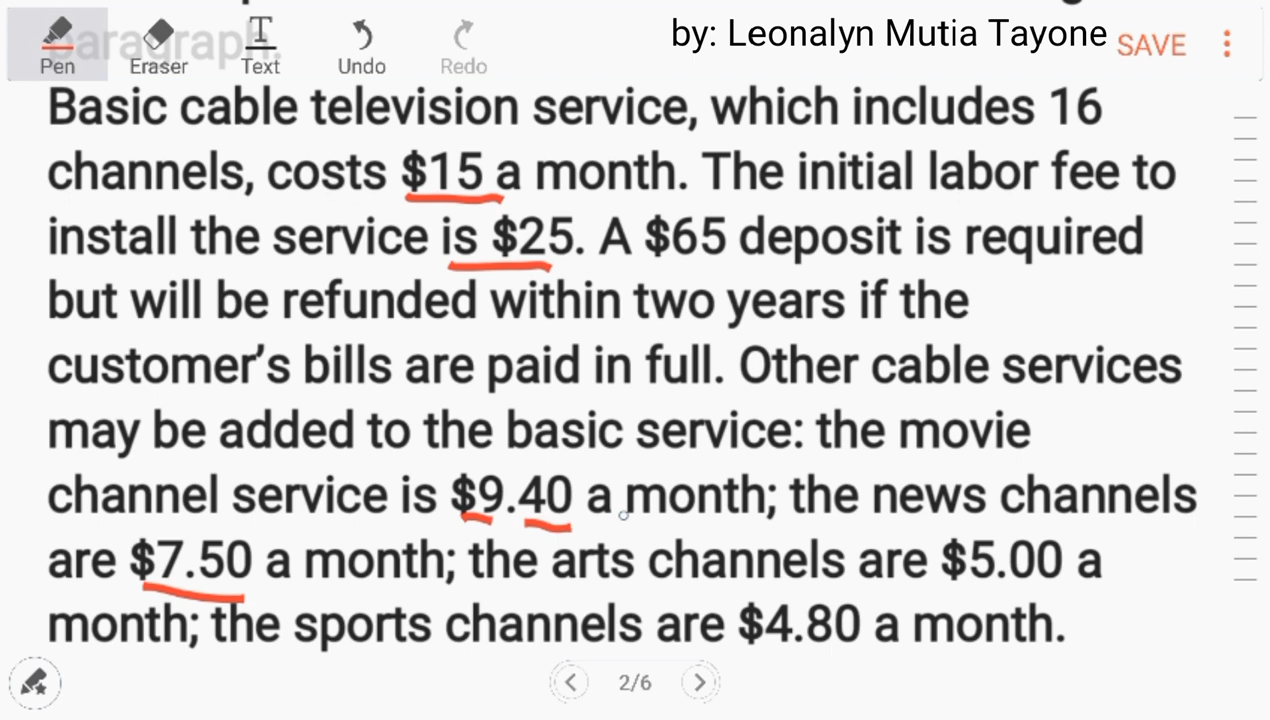 paragraph.
Pen Eraser Text Undo Redo
by: Leonalyn Mutia Tayone
SAVE
Basic cable television service, which includes 16
channels, costs $15 a month. The initial labor fee to
install the service is $25. A $65 deposit is required
but will be refunded within two years if the
customer’s bills are paid in full. Other cable services
may be added to the basic service: the movie
channel service is $9.40 a month; the news channels
are $7.50 a month; the arts channels are $5.00 a
month; the sports channels are $4.80 a month.
2/6